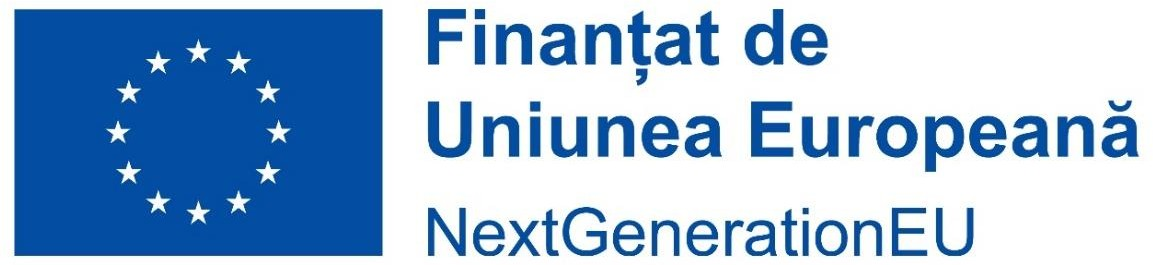 Finanțat de
Uniunea Europeană
NextGenerationEU